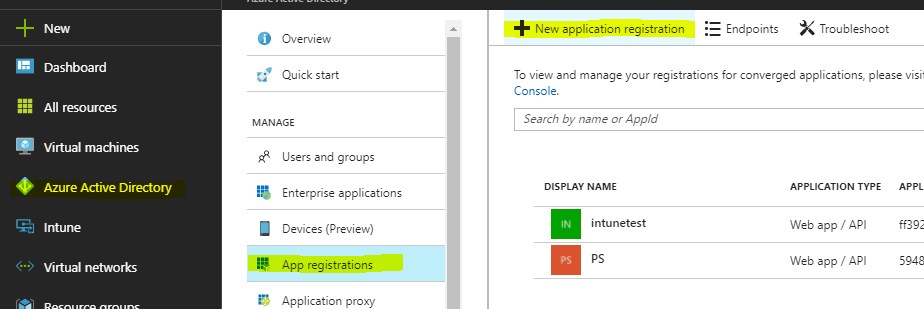 Azure Active Directory
New
Dashboard
All resources
Virtual machines
Azure Active Directory
Intune
Virtual networks
Resource groups
Overview
Quick start
MANAGE
Users and groups
Enterprise applications
Devices (Preview)
App registrations
Application proxy
New application registration
Endpoints
Troubleshoot
To view and manage your registrations for converged applications, please visit
Console.
Search by name or AppId
DISPLAY NAME APPLICATION TYPE APPL
IN intunetest Web app / API ff392
PS PS Web app / API 5948